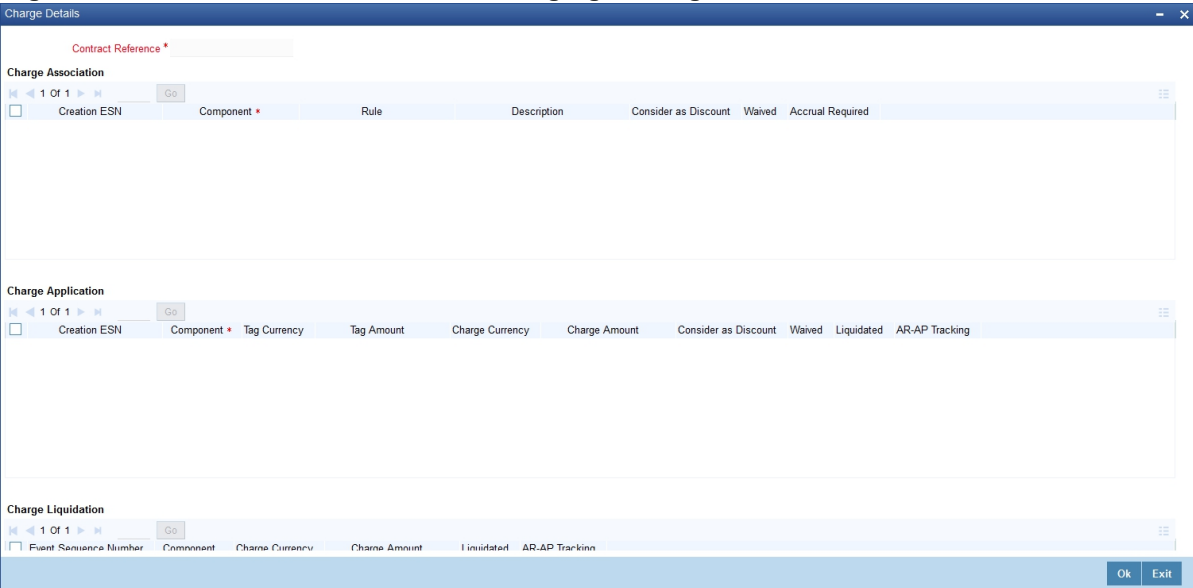 Charge Details
Contract Reference *
Charge Association
1 Of 1 Go
Creation ESN Component * Rule Description Consider as Discount Waived Accrual Required
Charge Application
1 Of 1 Go
Creation ESN Component * Tag Currency Tag Amount Charge Currency Charge Amount Consider as Discount Waived Liquidated AR-AP Tracking
Charge Liquidation
1 Of 1 Go
Event Sequence Number Component Charge Currency Charge Amount Liquidated AR-AP Tracking
Ok Exit